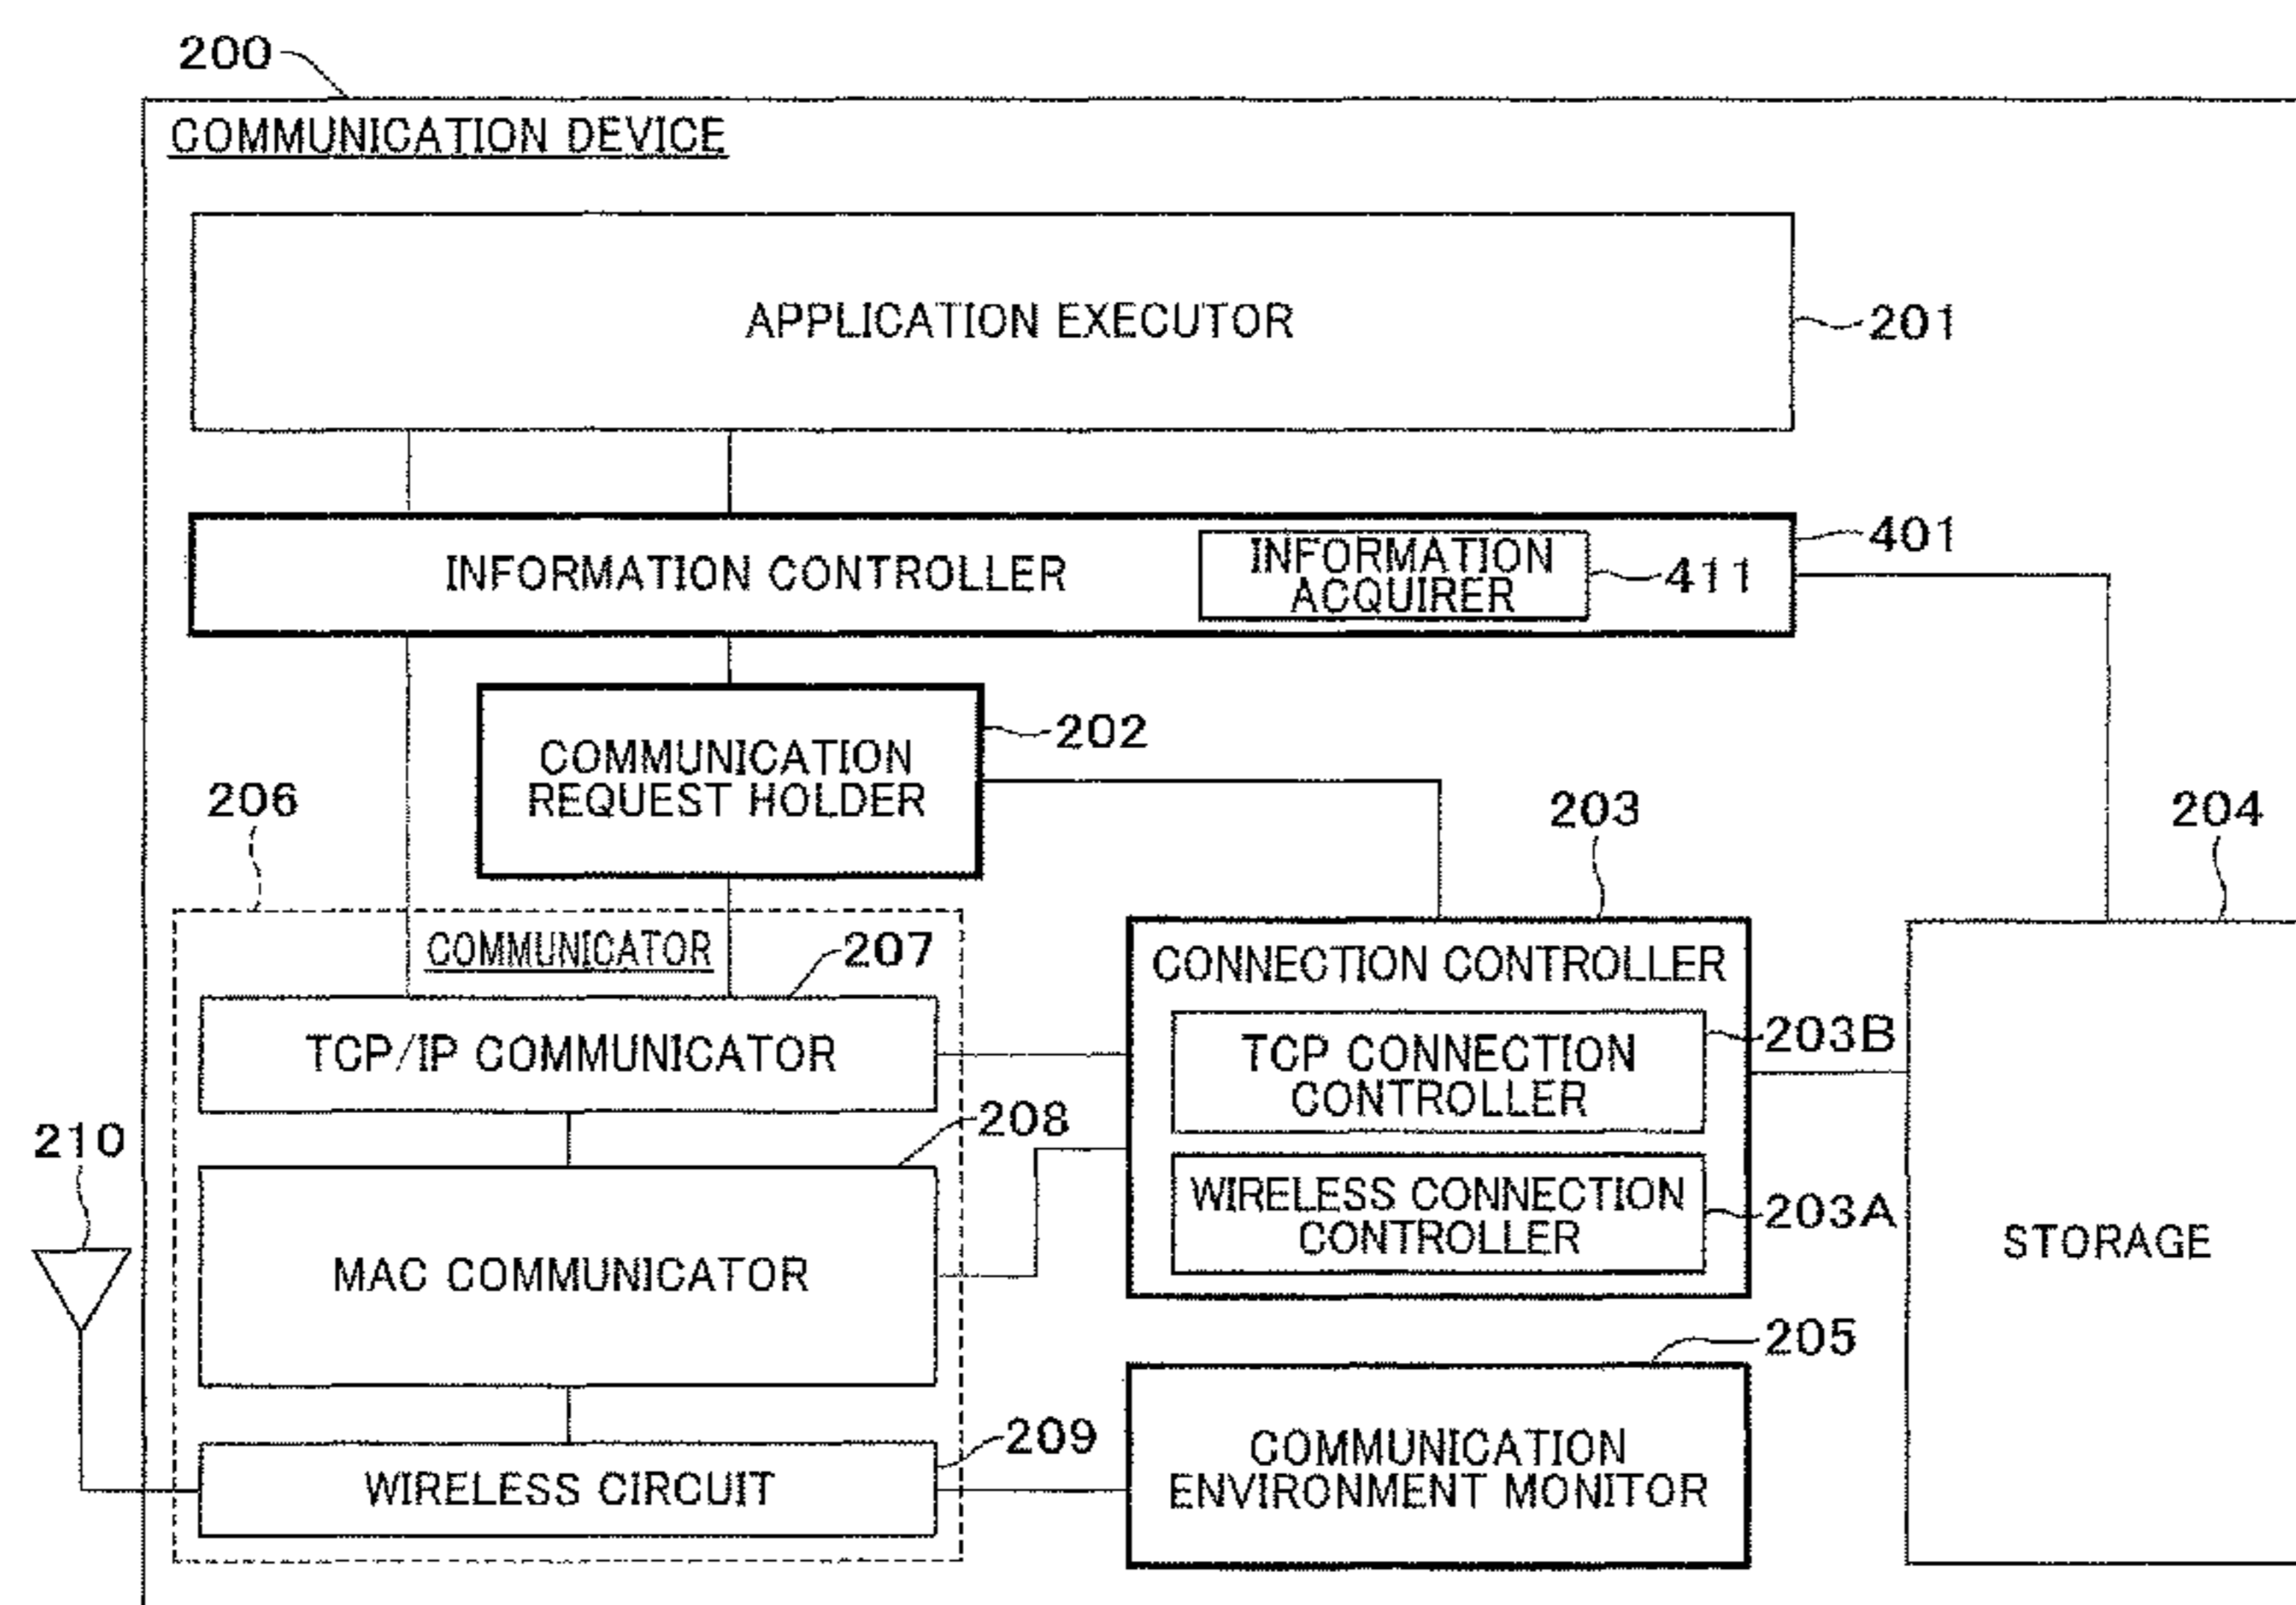 200
COMMUNICATION DEVICE
APPLICATION EXECUTOR
201
INFORMATION CONTROLLER
INFORMATION
ACQUIRER
411
401
COMMUNICATION
REQUEST HOLDER
202
206
203
204
COMMUNICATOR
207
CONNECTION CONTROLLER
TCP/IP COMMUNICATOR
TCP CONNECTION
CONTROLLER
203B
208
210
WIRELESS CONNECTION
CONTROLLER
203A
STORAGE
MAC COMMUNICATOR
205
209
COMMUNICATION
ENVIRONMENT MONITOR
WIRELESS CIRCUIT